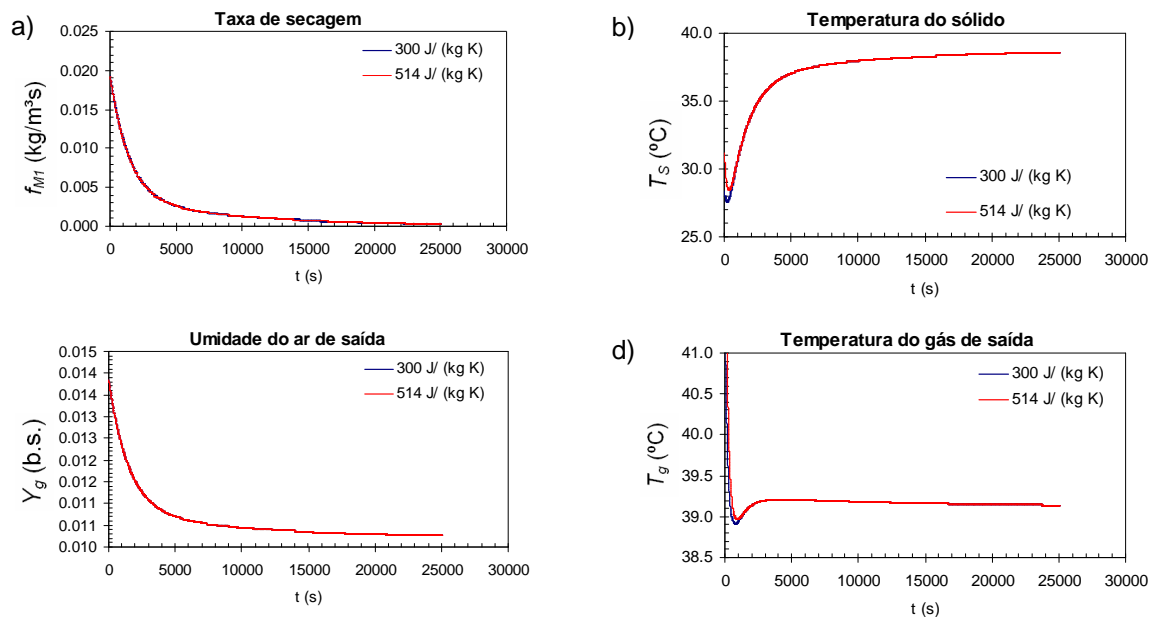 a)
Taxa de secagem
0.025
0.020
0.015
0.010
0.005
0.000
f_M1 (kg/m³s)
300 J/ (kg K)
514 J/ (kg K)
0 5000 10000 15000 20000 25000 30000
t (s)
b)
Temperatura do sólido
40.0
35.0
30.0
25.0
T_S (ºC)
300 J/ (kg K)
514 J/ (kg K)
0 5000 10000 15000 20000 25000 30000
t (s)
Umidade do ar de saída
0.015
0.014
0.013
0.013
0.012
0.011
0.011
0.010
Y_g (b.s.)
300 J/ (kg K)
514 J/ (kg K)
0 5000 10000 15000 20000 25000 30000
t (s)
d)
Temperatura do gás de saída
41.0
40.5
40.0
39.5
39.0
38.5
T_g (ºC)
300 J/ (kg K)
514 J/ (kg K)
0 5000 10000 15000 20000 25000 30000
t (s)